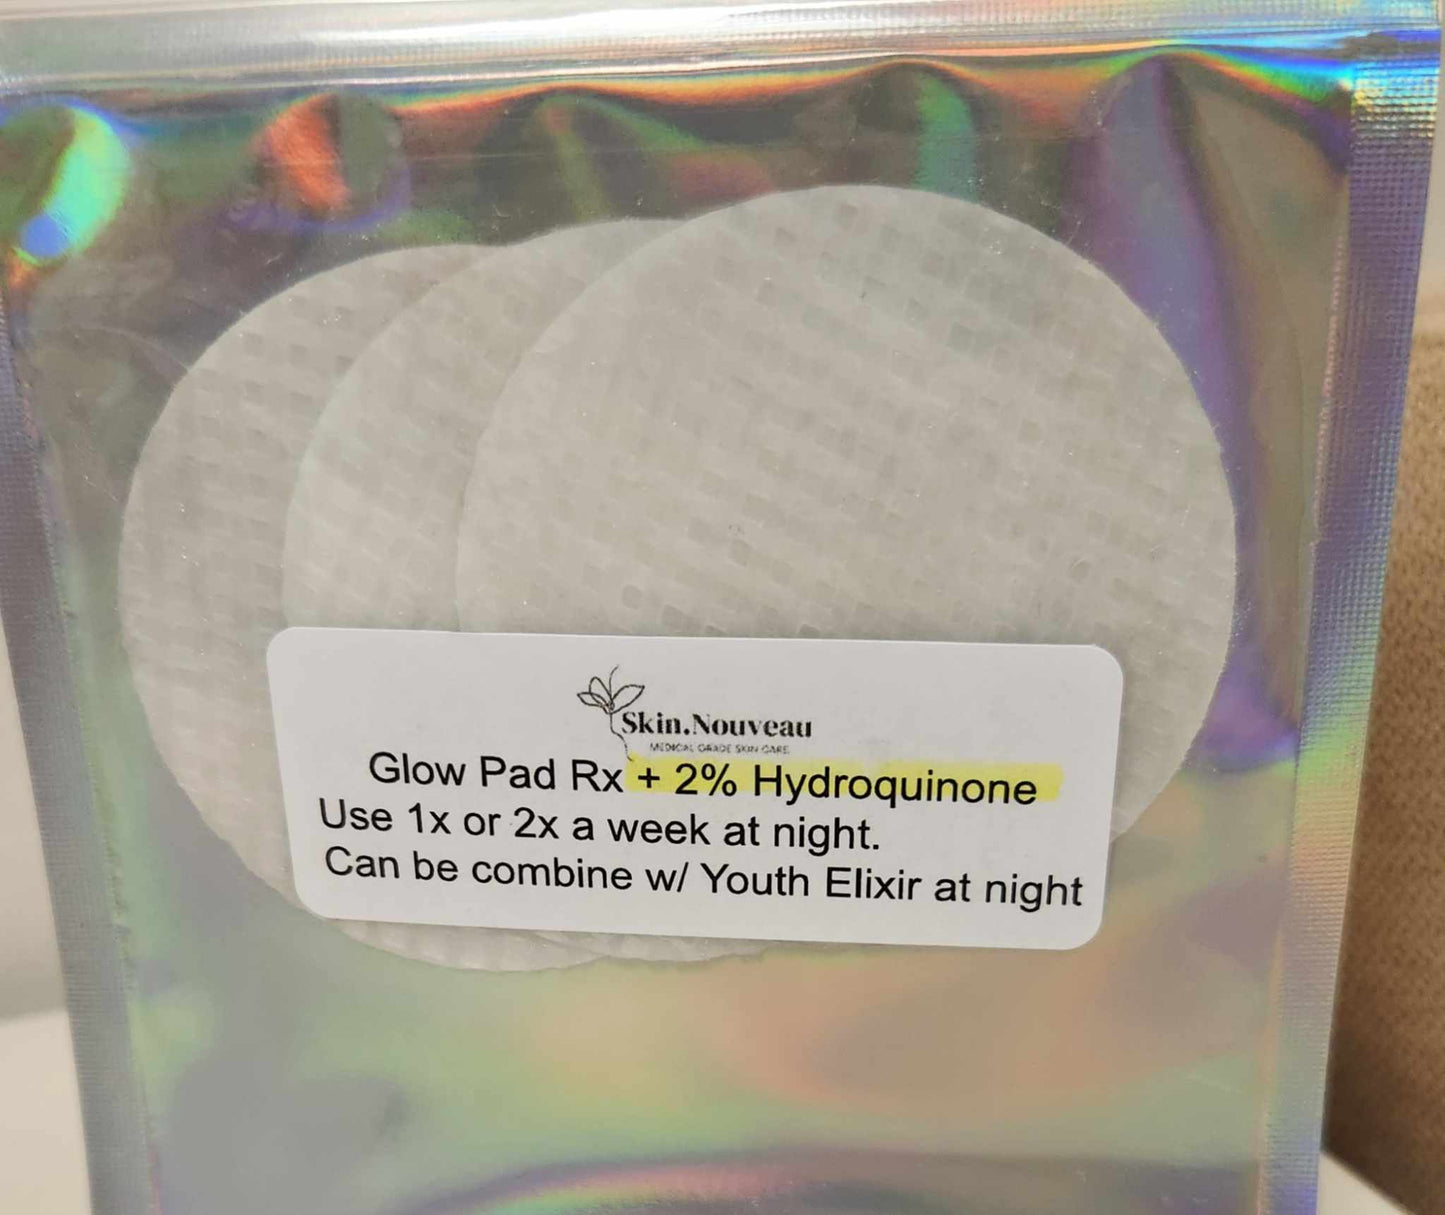 Skin.Nouveau
MEDICAL GRADE SKIN CARE
Glow Pad Rx + 2% Hydroquinone
Use 1x or 2x a week at night.
Can be combine w/ Youth Elixir at night